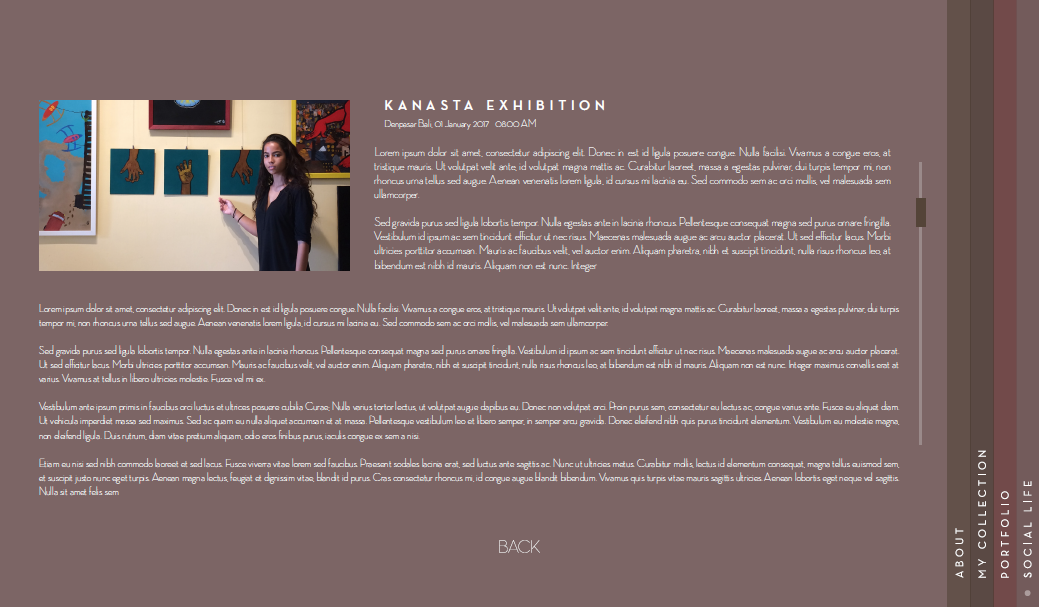 KANASTA EXHIBITION
Denpasar Bali, 01 January 2017 08:00 AM
Lorem ipsum dolor sit amet, consectetur adipiscing elit. Donec in est id ligula posuere congue. Nulla facilisi. Vivamus a congue eros, at
tristique mauris. Ut volutpat velit ante, id volutpat magna mattis ac. Curabitur laoreet, massa a egestas pulvinar, dui turpis tempor mi, non
rhoncus urna tellus sed augue. Aenean venenatis lorem ligula, id cursus mi lacinia eu. Sed commodo sem ac orci mollis, vel malesuada sem
ullamcorper.
Sed gravida purus sed ligula lobortis tempor. Nulla egestas ante in lacinia rhoncus. Pellentesque consequat magna sed purus ornare fringilla.
Vestibulum id ipsum ac sem tincidunt efficitur ut nec risus. Maecenas malesuada augue ac arcu auctor placerat. Ut sed efficitur lacus. Morbi
ultricies porttitor accumsan. Mauris ac faucibus velit, vel auctor enim. Aliquam pharetra, nibh et suscipit tincidunt, nulla risus rhoncus leo, at
bibendum est nibh id mauris. Aliquam non est nunc. Integer
Lorem ipsum dolor sit amet, consectetur adipiscing elit. Donec in est id ligula posuere congue. Nulla facilisi. Vivamus a congue eros, at tristique mauris. Ut volutpat velit ante, id volutpat magna mattis ac. Curabitur laoreet, massa a egestas pulvinar, dui turpis
tempor mi, non rhoncus urna tellus sed augue. Aenean venenatis lorem ligula, id cursus mi lacinia eu. Sed commodo sem ac orci mollis, vel malesuada sem ullamcorper.
Sed gravida purus sed ligula lobortis tempor. Nulla egestas ante in lacinia rhoncus. Pellentesque consequat magna sed purus ornare fringilla. Vestibulum id ipsum ac sem tincidunt efficitur ut nec risus. Maecenas malesuada augue ac arcu auctor placerat.
Ut sed efficitur lacus. Morbi ultricies porttitor accumsan. Mauris ac faucibus velit, vel auctor enim. Aliquam pharetra, nibh et suscipit tincidunt, nulla risus rhoncus leo, at bibendum est nibh id mauris. Aliquam non est nunc. Integer maximus convallis erat at
varius. Vivamus at tellus in libero ultricies molestie. Fusce vel mi ex.
Vestibulum ante ipsum primis in faucibus orci luctus et ultrices posuere cubilia Curae; Nulla varius tortor lectus, ut volutpat augue dapibus eu. Donec non volutpat orci. Proin purus sem, consectetur eu lectus ac, congue varius ante. Fusce eu aliquet diam.
Ut vehicula imperdiet massa sed maximus. Sed ac quam eu nulla aliquet accumsan et at massa. Pellentesque vestibulum leo et libero semper, in semper arcu gravida. Donec eleifend nibh quis purus tincidunt elementum. Vestibulum eu molestie magna,
non eleifend ligula. Duis rutrum, diam vitae pretium aliquam, odio eros finibus purus, iaculis congue ex sem a nisi.
Etiam eu nisi sed nibh commodo laoreet et sed lacus. Fusce viverra vitae lorem sed faucibus. Praesent sodales lacinia erat, sed luctus ante sagittis ac. Nunc ut ultricies metus. Curabitur mollis, lectus id elementum consequat, magna tellus euismod sem,
et suscipit justo nunc eget turpis. Aenean magna lectus, feugiat et dignissim vitae, blandit id purus. Cras consectetur rhoncus mi, id congue augue blandit bibendum. Vivamus quis turpis vitae mauris sagittis ultricies. Aenean lobortis eget neque vel sagittis.
Nulla sit amet felis sem
BACK
ABOUT
MY COLLECTION
PORTFOLIO
SOCIAL LIFE